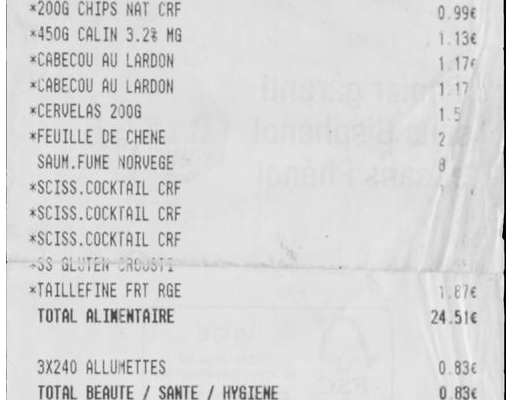 *200G CHIPS NAT CRF 0.99€
*450G CALIN 3.2% MG 1.13€
*CABECOU AU LARDON 1.17€
*CABECOU AU LARDON 1.17
*CERVELAS 200G 1.5
*FEUILLE DE CHENE 2
SAUM.FUME NORVEGE 8
*SCISS.COCKTAIL CRF
*SCISS.COCKTAIL CRF
*SCISS.COCKTAIL CRF
*SS GLUTEN CROUSTI
*TAILLEFINE FRT RGE 1.87€
TOTAL ALIMENTAIRE 24.51€
3X240 ALLUMETTES 0.83€
TOTAL BEAUTE / SANTE / HYGIENE 0.83€